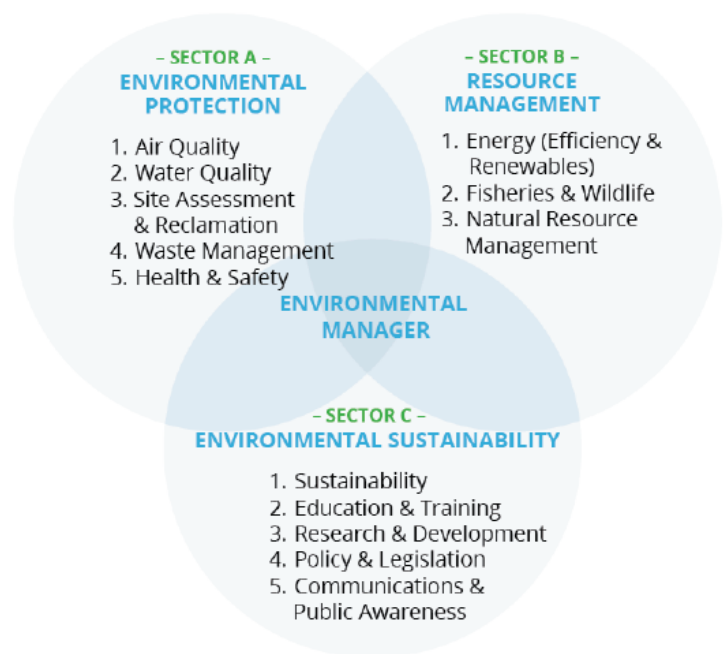 – SECTOR A –
ENVIRONMENTAL
PROTECTION
1. Air Quality
2. Water Quality
3. Site Assessment
& Reclamation
4. Waste Management
5. Health & Safety
– SECTOR B –
RESOURCE
MANAGEMENT
1. Energy (Efficiency &
Renewables)
2. Fisheries & Wildlife
3. Natural Resource
Management
ENVIRONMENTAL
MANAGER
– SECTOR C –
ENVIRONMENTAL SUSTAINABILITY
1. Sustainability
2. Education & Training
3. Research & Development
4. Policy & Legislation
5. Communications &
Public Awareness